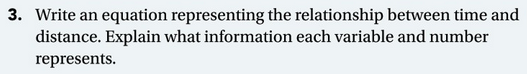 3. Write an equation representing the relationship between time and
distance. Explain what information each variable and number
represents.